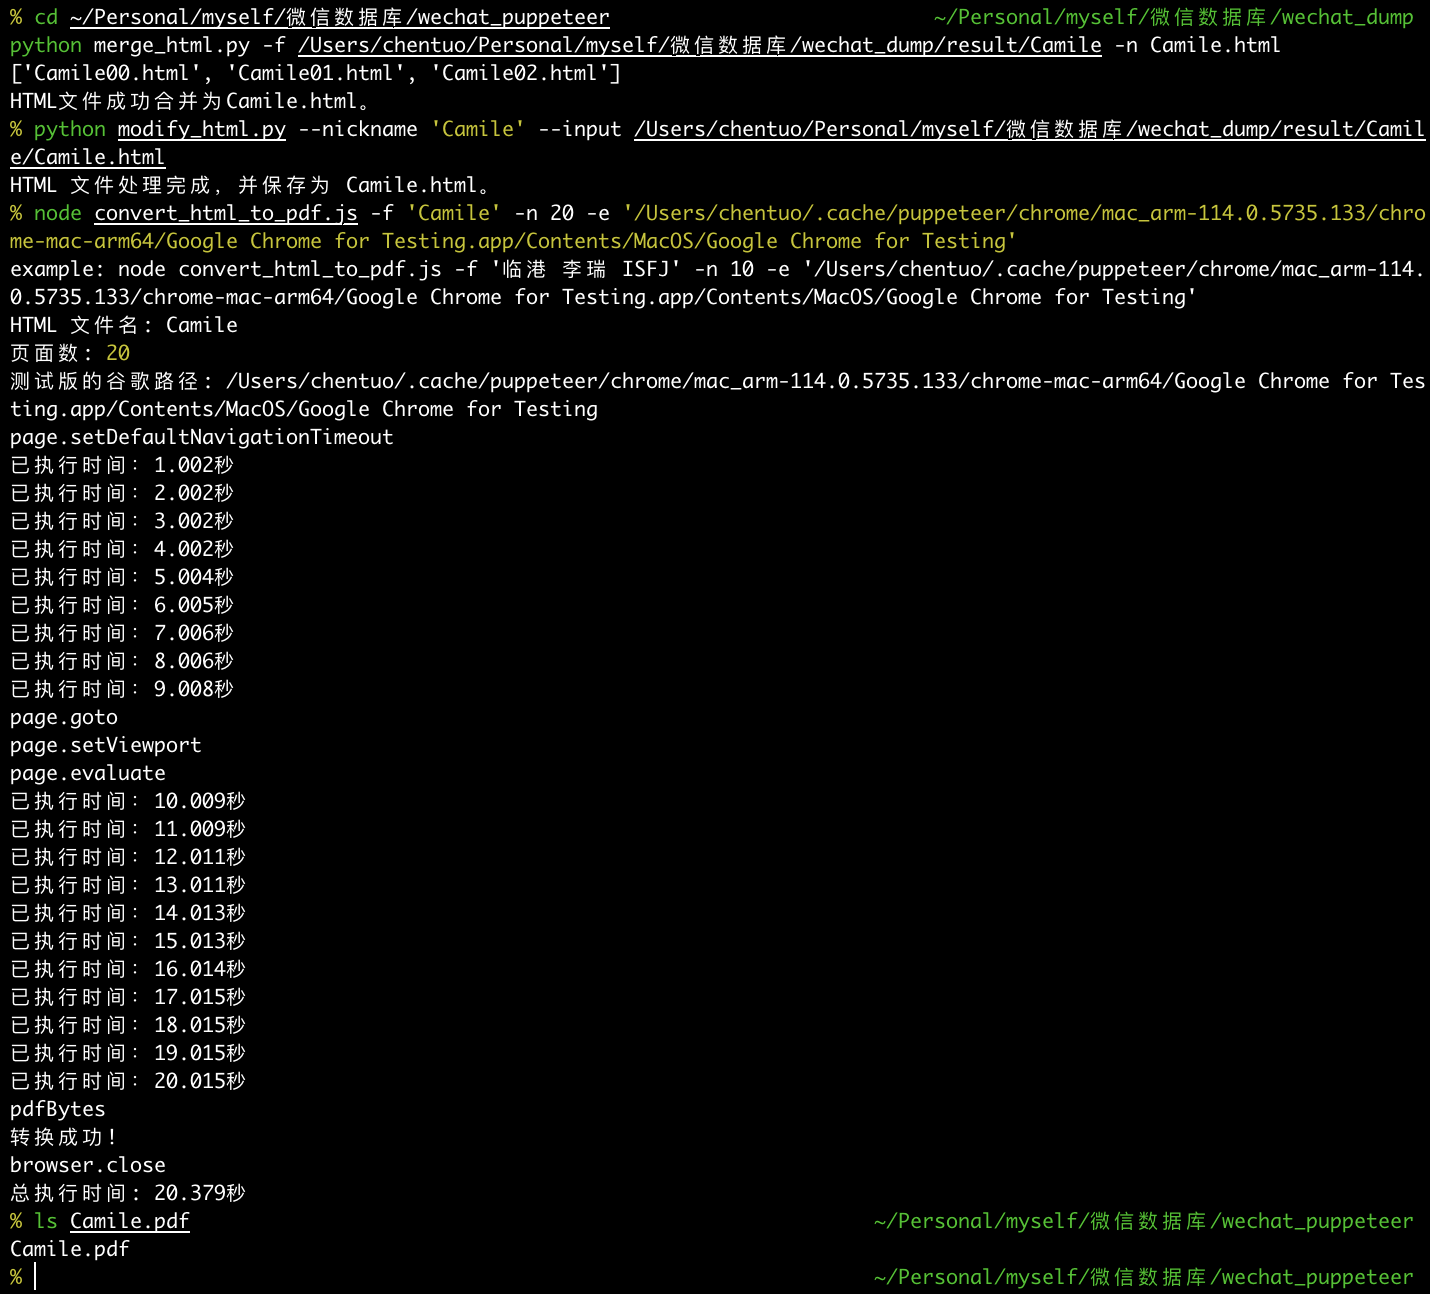 % cd ~/Personal/myself/微信数据库/wechat_puppeteer ~/Personal/myself/微信数据库/wechat_dump
python merge_html.py -f /Users/chentuo/Personal/myself/微信数据库/wechat_dump/result/Camile -n Camile.html
['Camile00.html', 'Camile01.html', 'Camile02.html']
HTML文件成功合并为Camile.html。
% python modify_html.py --nickname 'Camile' --input /Users/chentuo/Personal/myself/微信数据库/wechat_dump/result/Camil
e/Camile.html
HTML 文件处理完成，并保存为 Camile.html。
% node convert_html_to_pdf.js -f 'Camile' -n 20 -e '/Users/chentuo/.cache/puppeteer/chrome/mac_arm-114.0.5735.133/chro
me-mac-arm64/Google Chrome for Testing.app/Contents/MacOS/Google Chrome for Testing'
example: node convert_html_to_pdf.js -f '临港 李瑞 ISFJ' -n 10 -e '/Users/chentuo/.cache/puppeteer/chrome/mac_arm-114.
0.5735.133/chrome-mac-arm64/Google Chrome for Testing.app/Contents/MacOS/Google Chrome for Testing'
HTML 文件名: Camile
页面数: 20
测试版的谷歌路径: /Users/chentuo/.cache/puppeteer/chrome/mac_arm-114.0.5735.133/chrome-mac-arm64/Google Chrome for Tes
ting.app/Contents/MacOS/Google Chrome for Testing
page.setDefaultNavigationTimeout
已执行时间：1.002秒
已执行时间：2.002秒
已执行时间：3.002秒
已执行时间：4.002秒
已执行时间：5.004秒
已执行时间：6.005秒
已执行时间：7.006秒
已执行时间：8.006秒
已执行时间：9.008秒
page.goto
page.setViewport
page.evaluate
已执行时间：10.009秒
已执行时间：11.009秒
已执行时间：12.011秒
已执行时间：13.011秒
已执行时间：14.013秒
已执行时间：15.013秒
已执行时间：16.014秒
已执行时间：17.015秒
已执行时间：18.015秒
已执行时间：19.015秒
已执行时间：20.015秒
pdfBytes
转换成功！
browser.close
总执行时间: 20.379秒
% ls Camile.pdf ~/Personal/myself/微信数据库/wechat_puppeteer
Camile.pdf
% ~/Personal/myself/微信数据库/wechat_puppeteer